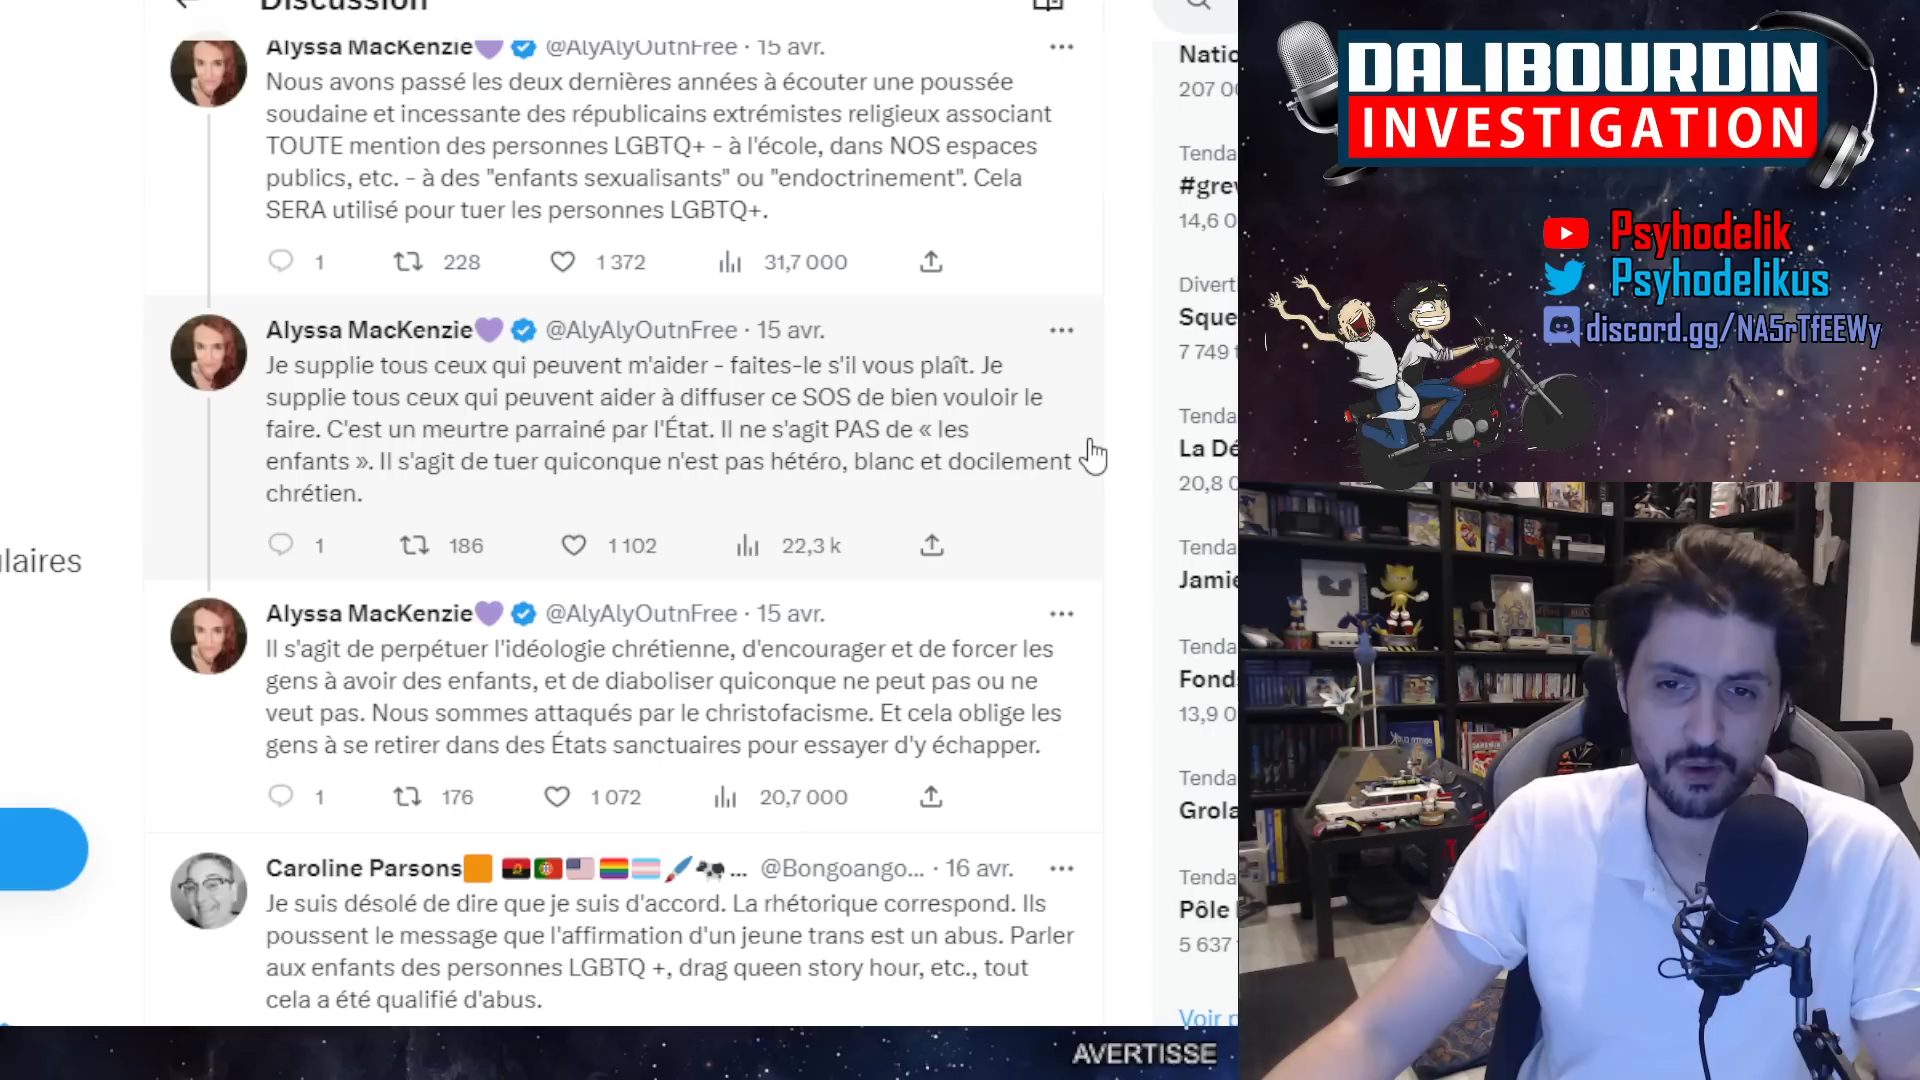 Discussion
Alyssa MacKenzie @AlyAlyOutnFree · 15 avr.
Nous avons passé les deux dernières années à écouter une poussée
soudaine et incessante des républicains extrémistes religieux associant
TOUTE mention des personnes LGBTQ+ - à l'école, dans NOS espaces
publics, etc. - à des "enfants sexualisants" ou "endoctrinement". Cela
SERA utilisé pour tuer les personnes LGBTQ+.
1 228 1 372 31,7 000
Alyssa MacKenzie @AlyAlyOutnFree · 15 avr.
Je supplie tous ceux qui peuvent m'aider - faites-le s'il vous plaît. Je
supplie tous ceux qui peuvent aider à diffuser ce SOS de bien vouloir le
faire. C'est un meurtre parrainé par l'État. Il ne s'agit PAS de « les
enfants ». Il s'agit de tuer quiconque n'est pas hétéro, blanc et docilement
chrétien.
1 186 1 102 22,3 k
Alyssa MacKenzie @AlyAlyOutnFree · 15 avr.
Il s'agit de perpétuer l'idéologie chrétienne, d'encourager et de forcer les
gens à avoir des enfants, et de diaboliser quiconque ne peut pas ou ne
veut pas. Nous sommes attaqués par le christofacisme. Et cela oblige les
gens à se retirer dans des États sanctuaires pour essayer d'y échapper.
1 176 1 072 20,7 000
Caroline Parsons ... @Bongoango... · 16 avr.
Je suis désolé de dire que je suis d'accord. La rhétorique correspond. Ils
poussent le message que l'affirmation d'un jeune trans est un abus. Parler
aux enfants des personnes LGBTQ +, drag queen story hour, etc., tout
cela a été qualifié d'abus.
laires
Natio
207 0
Tenda
#grev
14,6 0
Divert
Sque
7 749
Tenda
La Dé
20,8 0
Tenda
Jamie
Tenda
Fonds
13,9 0
Tenda
Grola
Tenda
Pôle
5 637
Voir p
DALIBOURDIN
INVESTIGATION
Psyhodelik
Psyhodelikus
discord.gg/NA5rTfEEWy
AVERTISSE